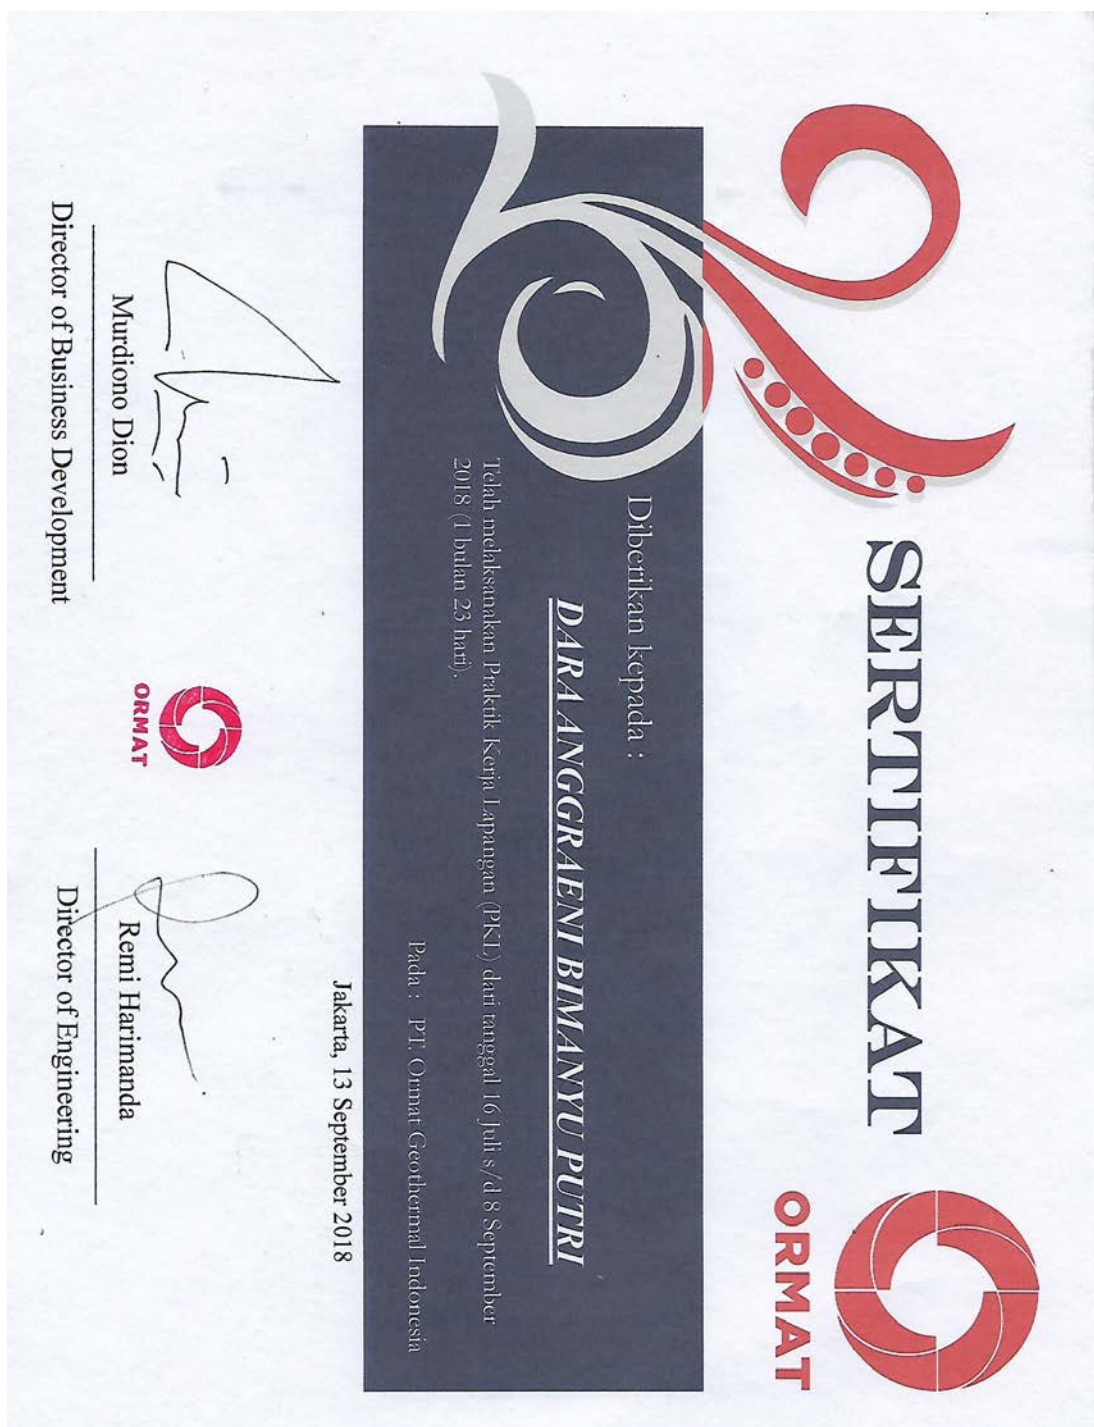 SERTIFIKAT
ORMAT
Diberikan kepada :
DARA ANGGRAENI BIMANYU PUTRI
Telah melaksanakan Praktik Kerja Lapangan (PKL) dari tanggal 16 Juli s/d 8 September
2018 (1 bulan 23 hari).
Pada : PT. Ormat Geothermal Indonesia
Jakarta, 13 September 2018
Murdiono Dion
Director of Business Development
ORMAT
Remi Harimanda
Director of Engineering